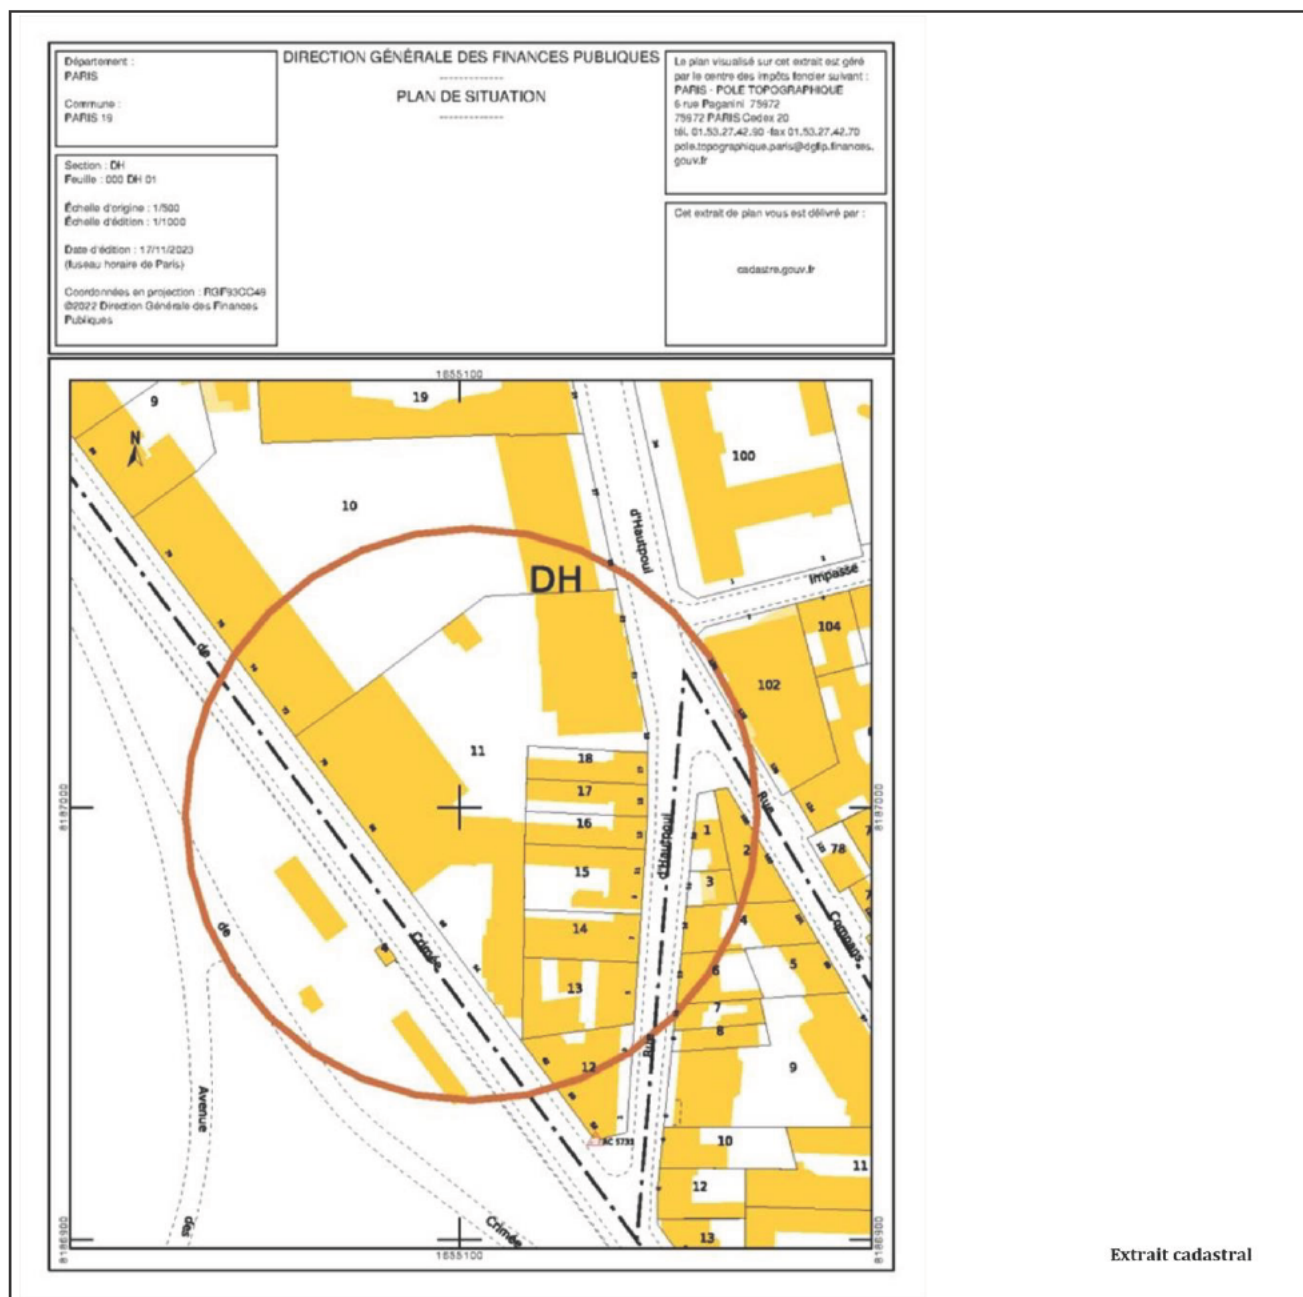 Département :
PARIS
Commune :
PARIS 19
Section : DH
Feuille : 000 DH 01
Échelle d'origine : 1/500
Échelle d'édition : 1/1000
Date d'édition : 17/11/2023
(fuseau horaire de Paris)
Coordonnées en projection : RGF93CC49
©2022 Direction Générale des Finances
Publiques
DIRECTION GÉNÉRALE DES FINANCES PUBLIQUES
-------------
PLAN DE SITUATION
-------------
Le plan visualisé sur cet extrait est géré
par le centre des impôts foncier suivant :
PARIS - POLE TOPOGRAPHIQUE
6 rue Paganini 75972
75972 PARIS Cedex 20
tél. 01.53.27.42.90 -fax 01.53.27.42.70
pole.topographique.paris@dgfip.finances.
gouv.fr
Cet extrait de plan vous est délivré par :
cadastre.gouv.fr
1655100
9
19
N
100
10
d'Hautpoul
DH
Impasse
104
102
de
11
18
17
16
15
14
13
12
8187000
8187000
Rue
d'Hautpoul
1
2
3
78
4
5
6
7
8
9
Compans
Crimée
de
Rue
AC 5733
Avenue
10
11
12
13
des
Crimée
8186900
8186900
1655100
Extrait cadastral